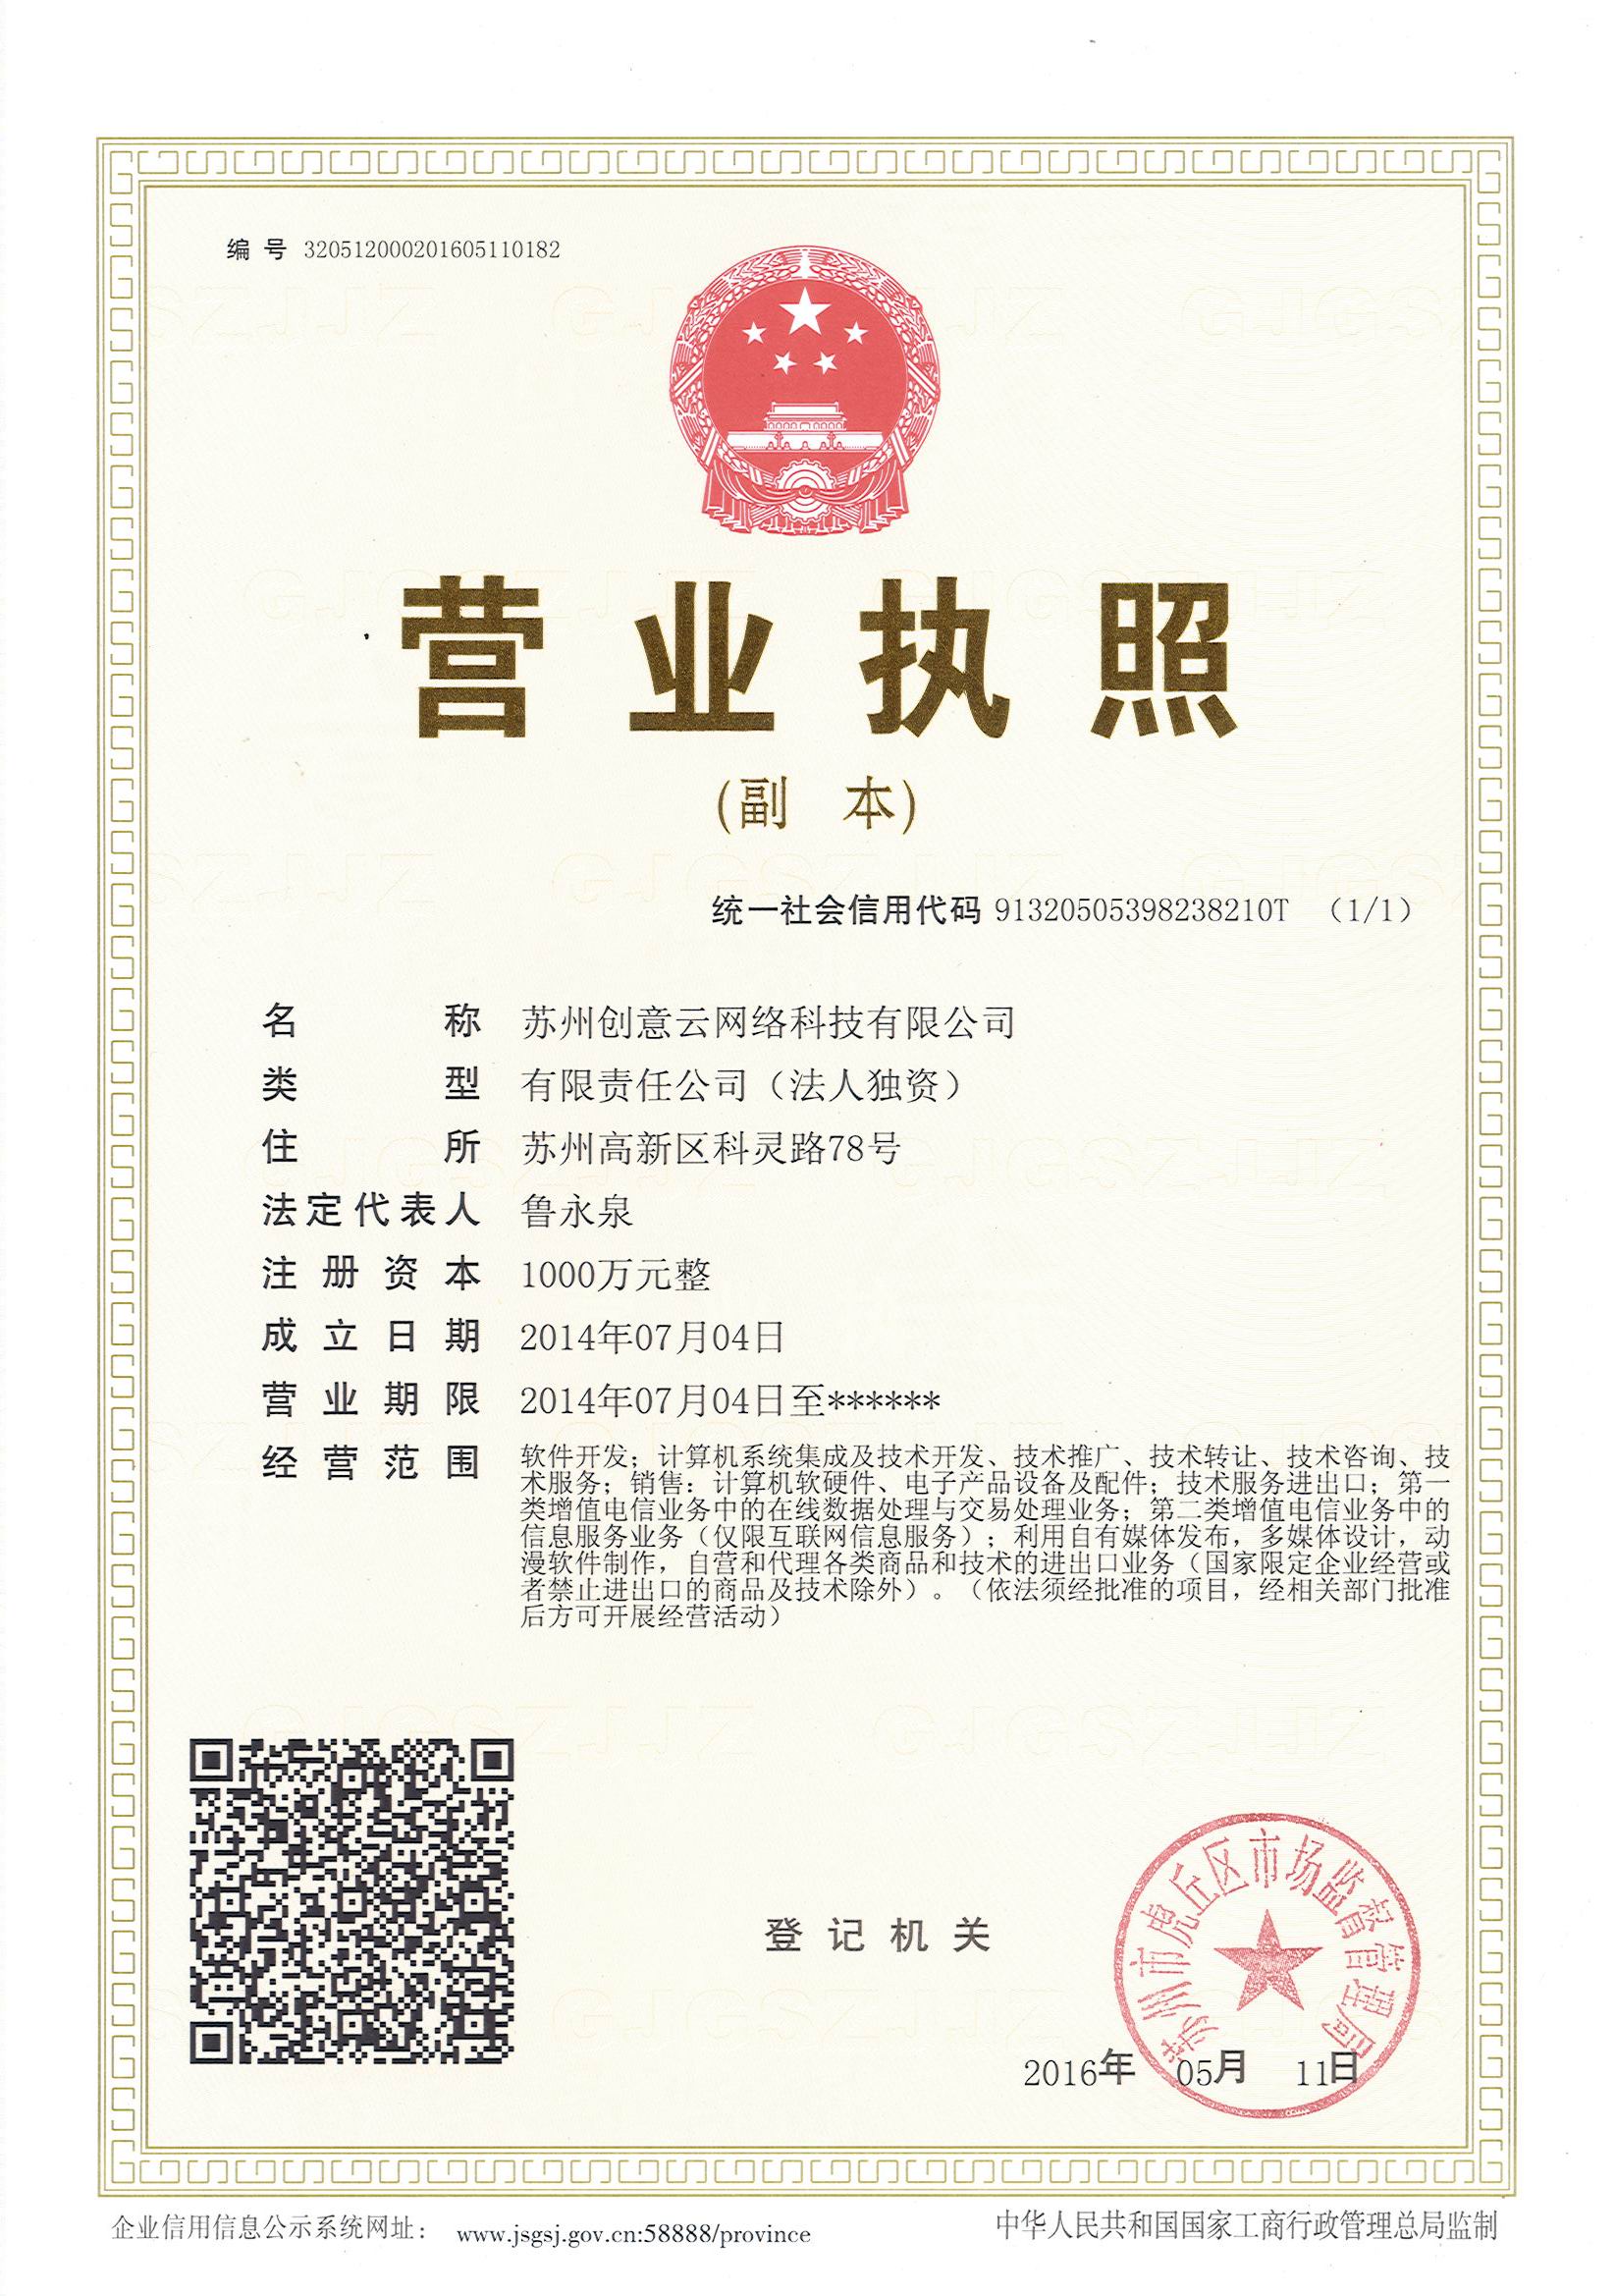 编 号 320512000201605110182
营业执照
(副 本)
统一社会信用代码 91320505398238210T （1/1）
名 称 苏州创意云网络科技有限公司
类 型 有限责任公司（法人独资）
住 所 苏州高新区科灵路78号
法定代表人 鲁永泉
注册资本 1000万元整
成立日期 2014年07月04日
营业期限 2014年07月04日至******
经营范围 软件开发；计算机系统集成及技术开发、技术推广、技术转让、技术咨询、技
术服务；销售：计算机软硬件、电子产品设备及配件；技术服务进出口；第一
类增值电信业务中的在线数据处理与交易处理业务；第二类增值电信业务中的
信息服务业务（仅限互联网信息服务）；利用自有媒体发布，多媒体设计，动
漫软件制作，自营和代理各类商品和技术的进出口业务（国家限定企业经营或
者禁止进出口的商品及技术除外）。（依法须经批准的项目，经相关部门批准
后方可开展经营活动）
登记机关
苏州市虎丘区市场监督管理局
2016年 05月 11日
企业信用信息公示系统网址： www.jsgsj.gov.cn:58888/province
中华人民共和国国家工商行政管理总局监制